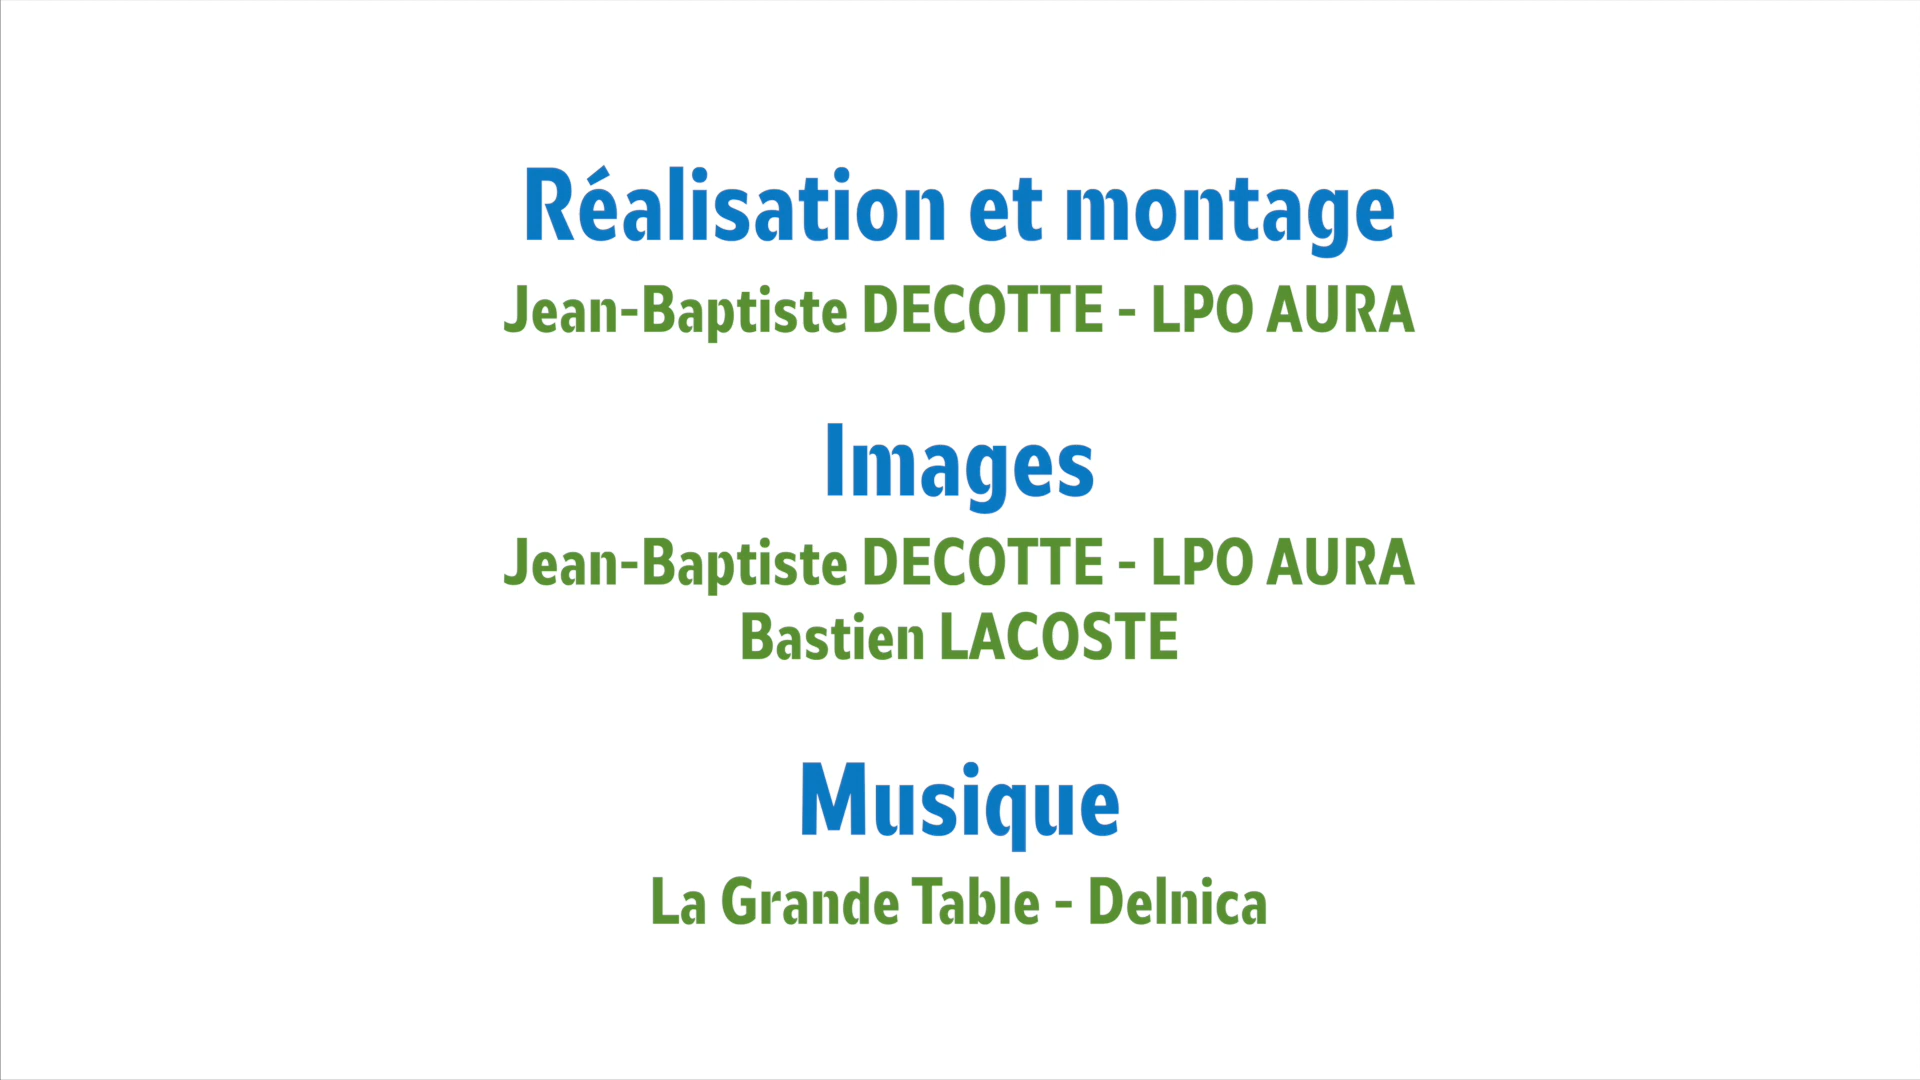 Réalisation et montage
Jean-Baptiste DECOTTE - LPO AURA
Images
Jean-Baptiste DECOTTE - LPO AURA
Bastien LACOSTE
Musique
La Grande Table - Delnica